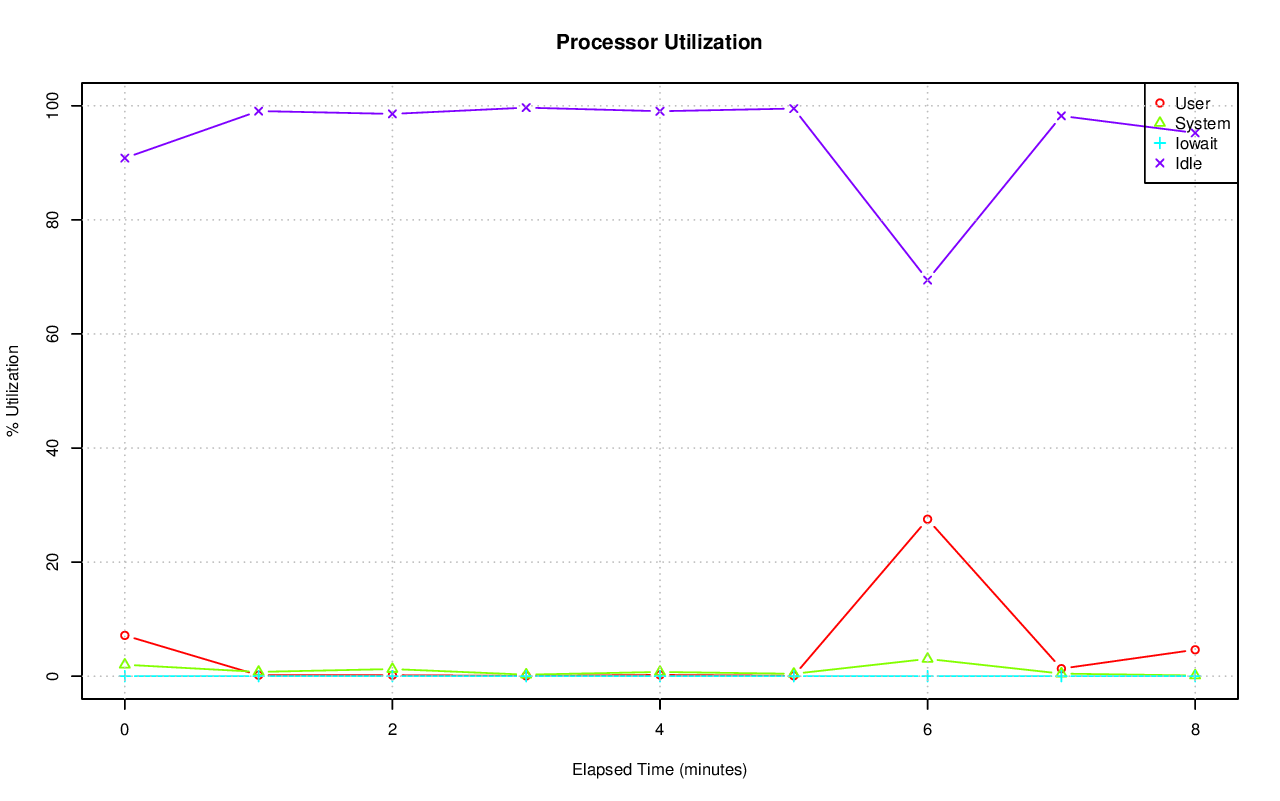 Processor Utilization
User
System
Iowait
Idle
% Utilization
100
80
60
40
20
0
0 2 4 6 8
Elapsed Time (minutes)